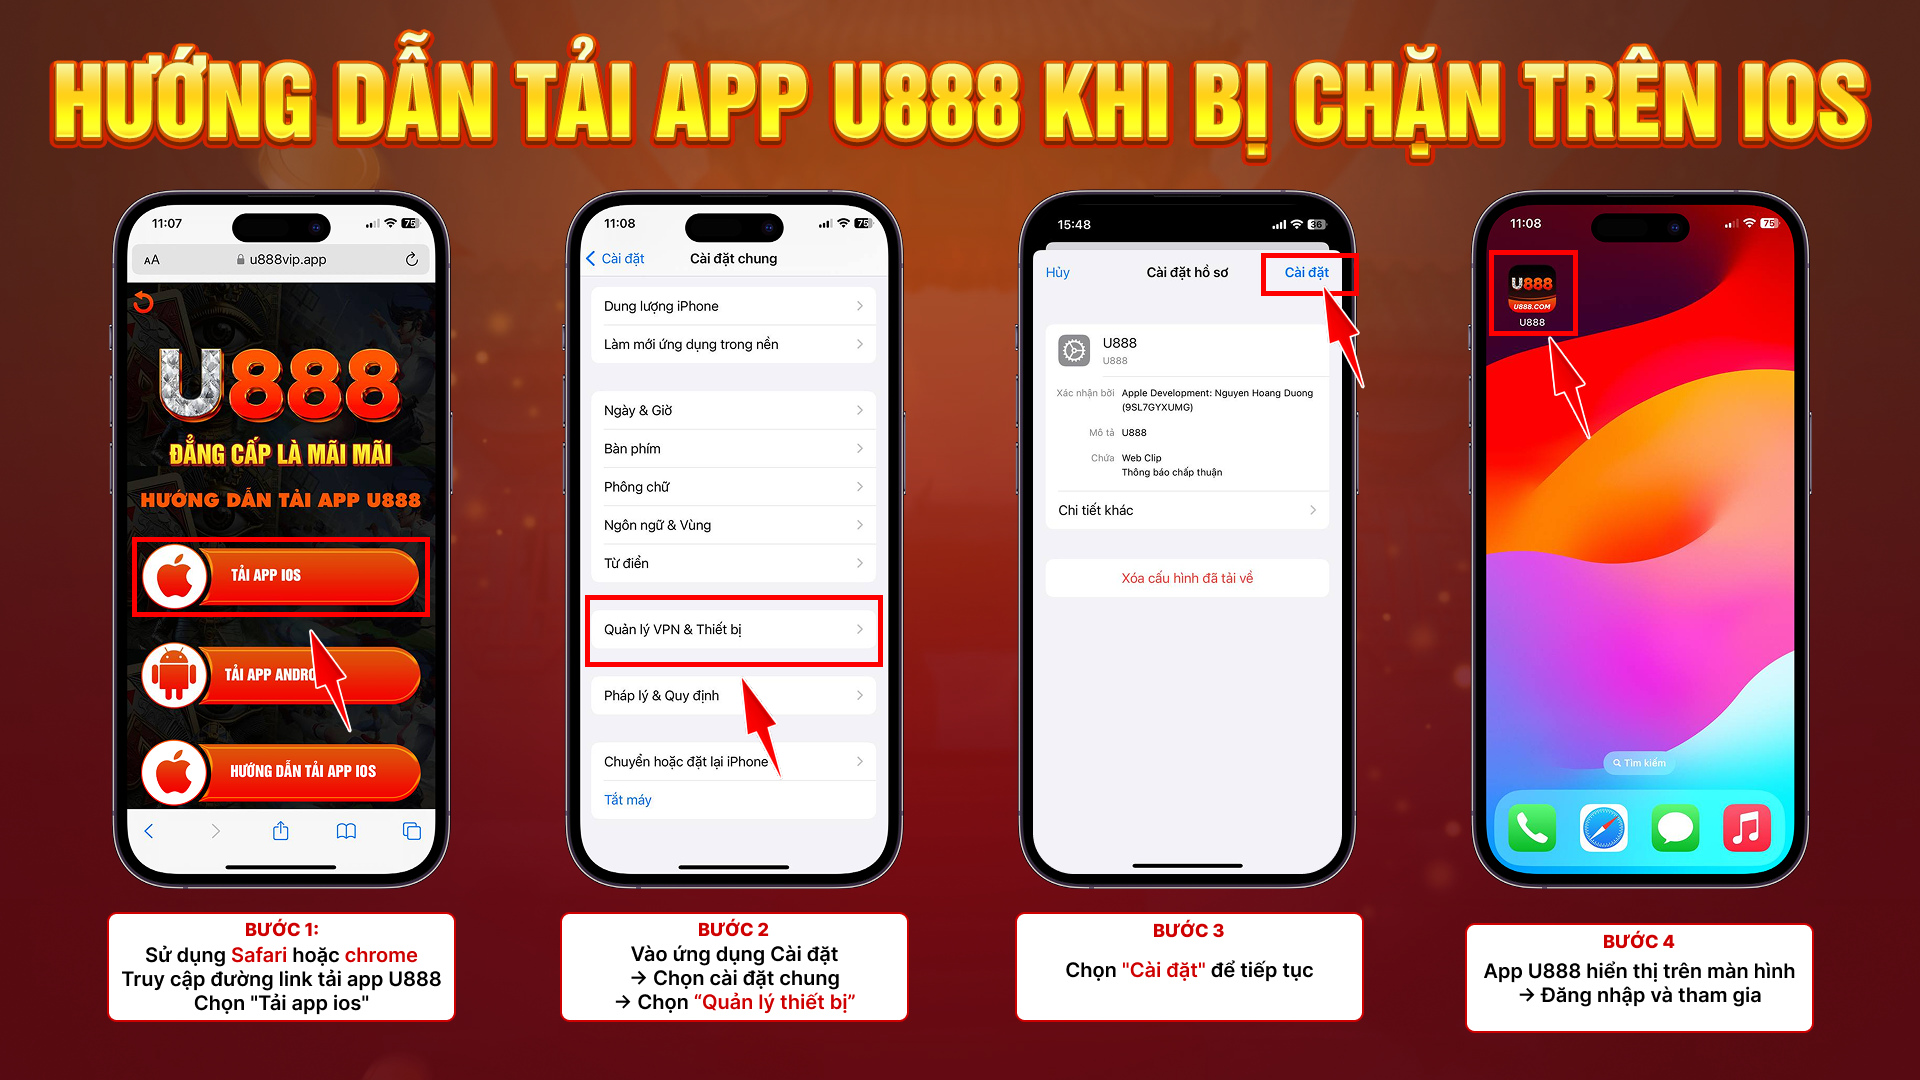 HƯỚNG DẪN TẢI APP U888 KHI BỊ CHẶN TRÊN IOS
11:07
75
AA
u888vip.app
U888
ĐẲNG CẤP LÀ MÃI MÃI
HƯỚNG DẪN TẢI APP U888
TẢI APP IOS
TẢI APP ANDRO
HƯỚNG DẪN TẢI APP IOS
BƯỚC 1:
Sử dụng Safari hoặc chrome
Truy cập đường link tải app U888
Chọn "Tải app ios"
11:08
75
Cài đặt
Cài đặt chung
Dung lượng iPhone
Làm mới ứng dụng trong nền
Ngày & Giờ
Bàn phím
Phông chữ
Ngôn ngữ & Vùng
Từ điển
Quản lý VPN & Thiết bị
Pháp lý & Quy định
Chuyển hoặc đặt lại iPhone
Tắt máy
BƯỚC 2
Vào ứng dụng Cài đặt
→ Chọn cài đặt chung
→ Chọn “Quản lý thiết bị”
15:48
36
Hủy
Cài đặt hồ sơ
Cài đặt
U888
U888
Xác nhận bởi Apple Development: Nguyen Hoang Duong
(9SL7GYXUMG)
Mô tả U888
Chứa Web Clip
Thông báo chấp thuận
Chi tiết khác
Xóa cấu hình đã tải về
BƯỚC 3
Chọn "Cài đặt" để tiếp tục
11:08
75
U888
U888.COM
U888
Tìm kiếm
BƯỚC 4
App U888 hiển thị trên màn hình
→ Đăng nhập và tham gia